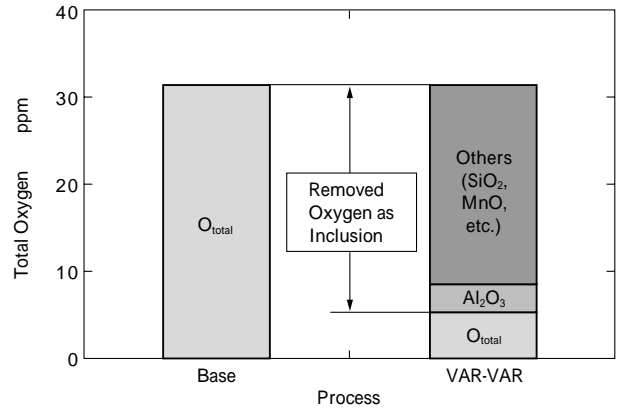 40
30
20
10
0
Total Oxygen ppm
O_total
Removed
Oxygen as
Inclusion
Others
(SiO₂,
MnO,
etc.)
Al₂O₃
O_total
Base
VAR-VAR
Process